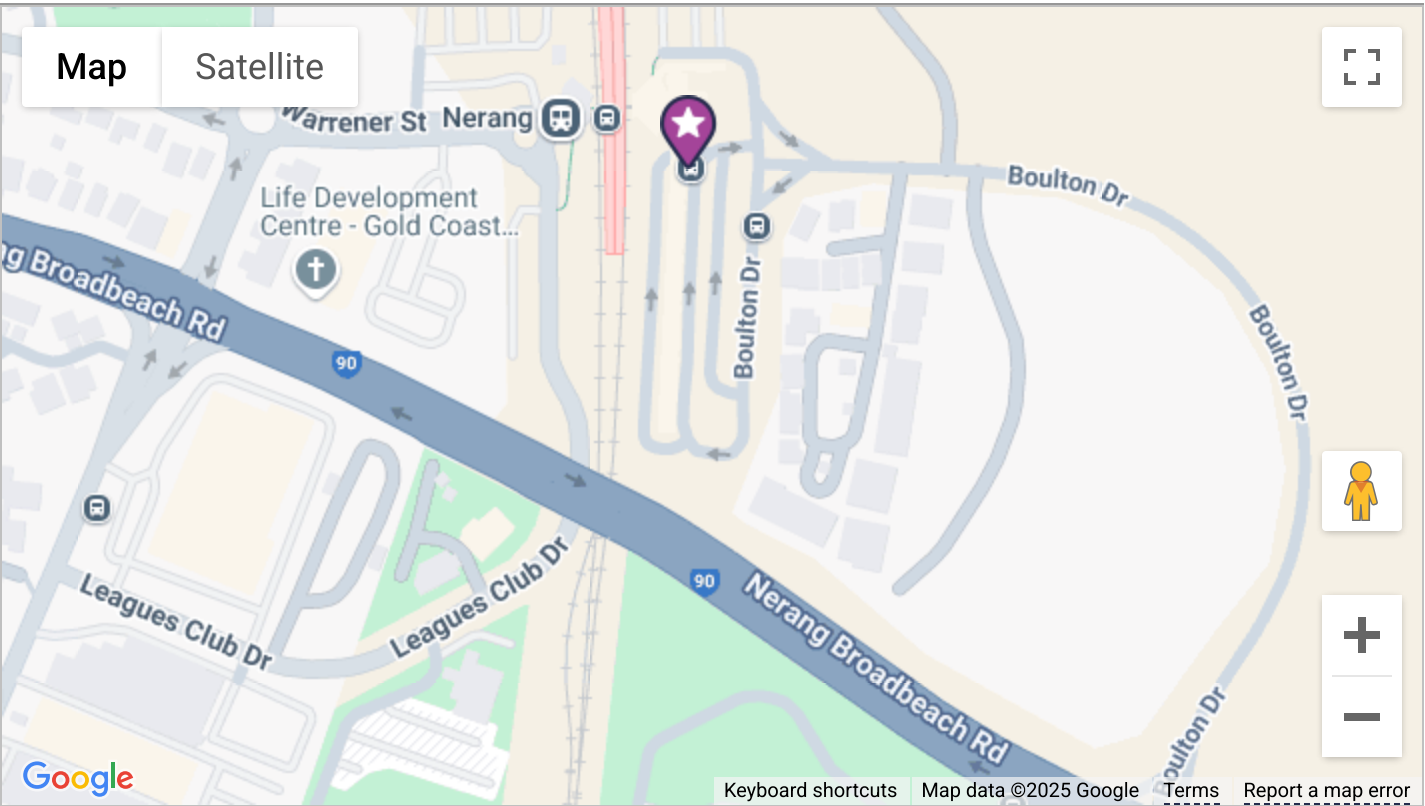 Map
Satellite
Warrener St
Nerang
Boulton Dr
Life Development
Centre - Gold Coast...
ng Broadbeach Rd
Boulton Dr
Boulton Dr
90
Leagues Club Dr
Leagues Club Dr
90
Nerang Broadbeach Rd
Boulton Dr
Google
Keyboard shortcuts
Map data ©2025 Google
Terms
Report a map error